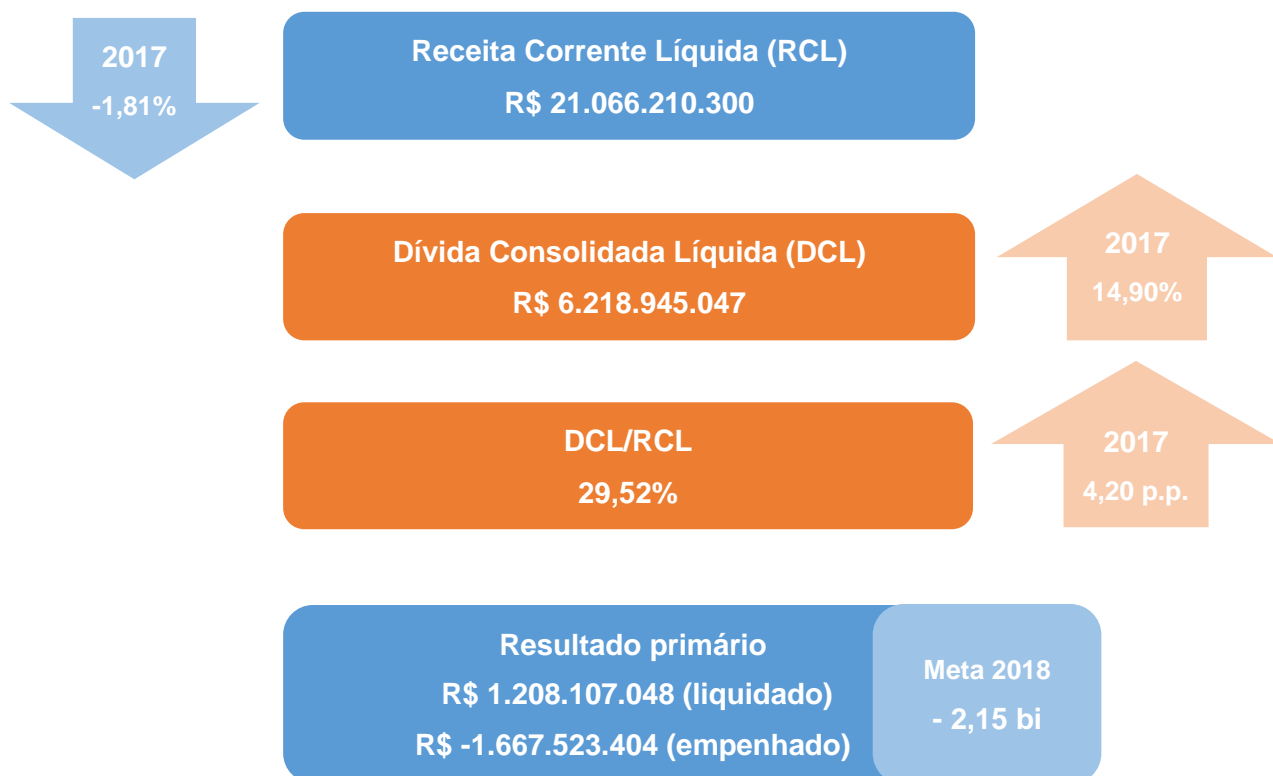 2017
-1,81%
Receita Corrente Líquida (RCL)
R$ 21.066.210.300
Dívida Consolidada Líquida (DCL)
R$ 6.218.945.047
2017
14,90%
DCL/RCL
29,52%
2017
4,20 p.p.
Resultado primário
R$ 1.208.107.048 (liquidado)
R$ -1.667.523.404 (empenhado)
Meta 2018
- 2,15 bi